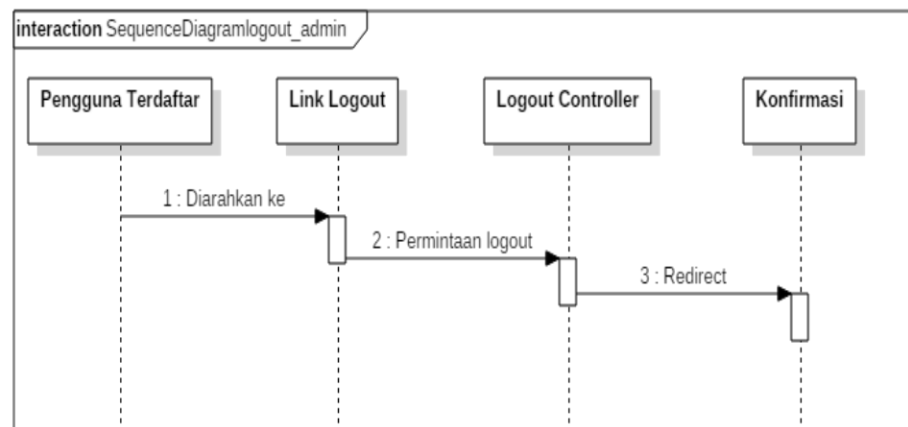 interaction SequenceDiagramlogout_admin
Pengguna Terdaftar
Link Logout
Logout Controller
Konfirmasi
1 : Diarahkan ke
2 : Permintaan logout
3 : Redirect